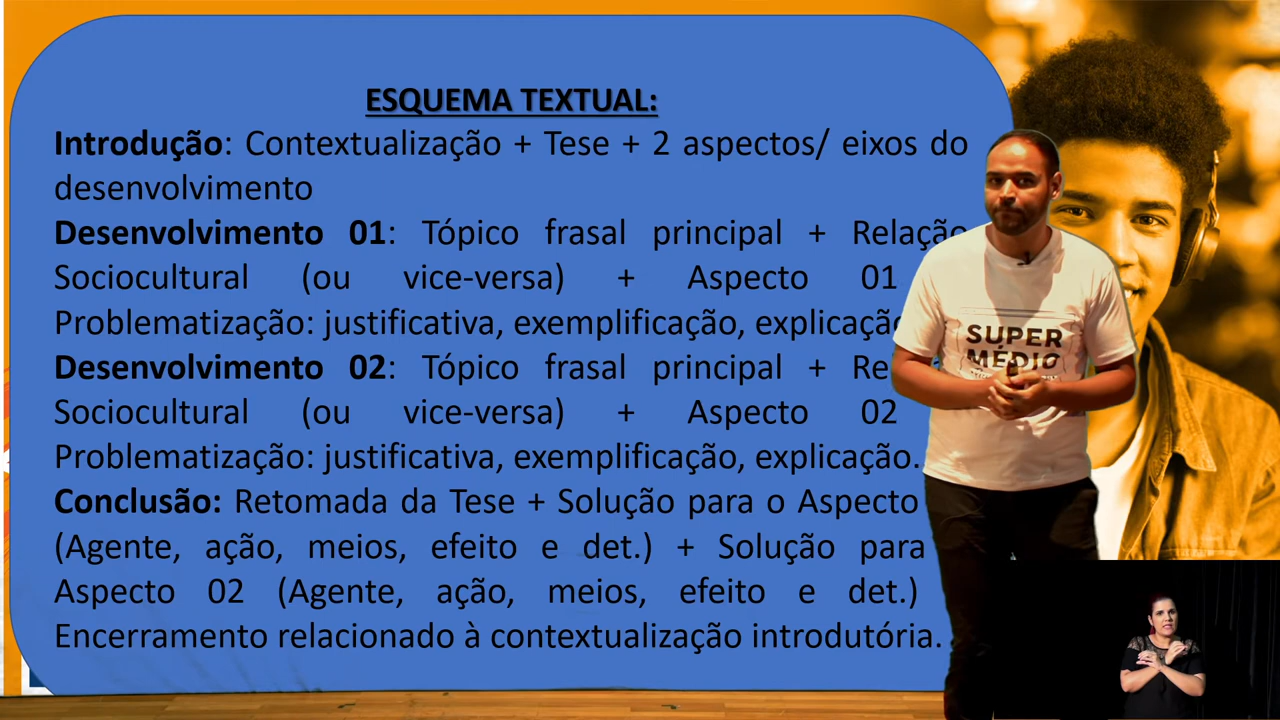 ESQUEMA TEXTUAL:
Introdução: Contextualização + Tese + 2 aspectos/ eixos do
desenvolvimento
Desenvolvimento 01: Tópico frasal principal + Relação
Sociocultural (ou vice-versa) + Aspecto 01
Problematização: justificativa, exemplificação, explicação
Desenvolvimento 02: Tópico frasal principal + Re
Sociocultural (ou vice-versa) + Aspecto 02
Problematização: justificativa, exemplificação, explicação.
Conclusão: Retomada da Tese + Solução para o Aspecto
(Agente, ação, meios, efeito e det.) + Solução para
Aspecto 02 (Agente, ação, meios, efeito e det.)
Encerramento relacionado à contextualização introdutória.
SUPER
MÉDIO